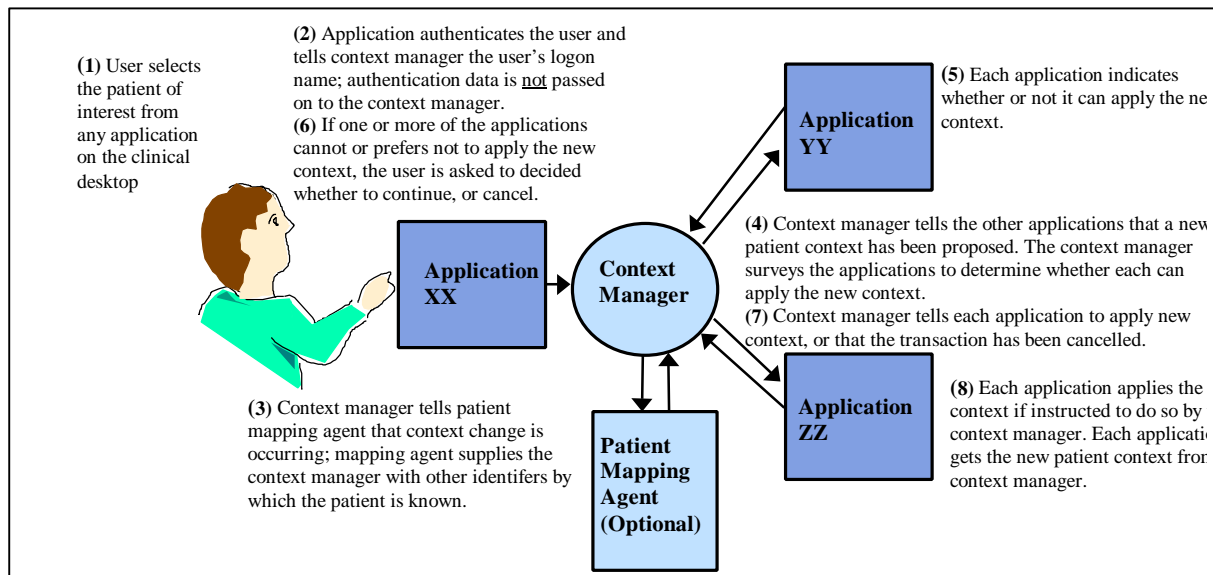 (1) User selects
the patient of
interest from
any application
on the clinical
desktop
(2) Application authenticates the user and
tells context manager the user’s logon
name; authentication data is not passed
on to the context manager.
(6) If one or more of the applications
cannot or prefers not to apply the new
context, the user is asked to decided
whether to continue, or cancel.
Application
XX
Context
Manager
Application
YY
(5) Each application indicates
whether or not it can apply the ne
context.
(4) Context manager tells the other applications that a new
patient context has been proposed. The context manager
surveys the applications to determine whether each can
apply the new context.
(7) Context manager tells each application to apply new
context, or that the transaction has been cancelled.
(3) Context manager tells patient
mapping agent that context change is
occurring; mapping agent supplies the
context manager with other identifers by
which the patient is known.
Patient
Mapping
Agent
(Optional)
Application
ZZ
(8) Each application applies the
context if instructed to do so by
context manager. Each applicati
gets the new patient context from
context manager.